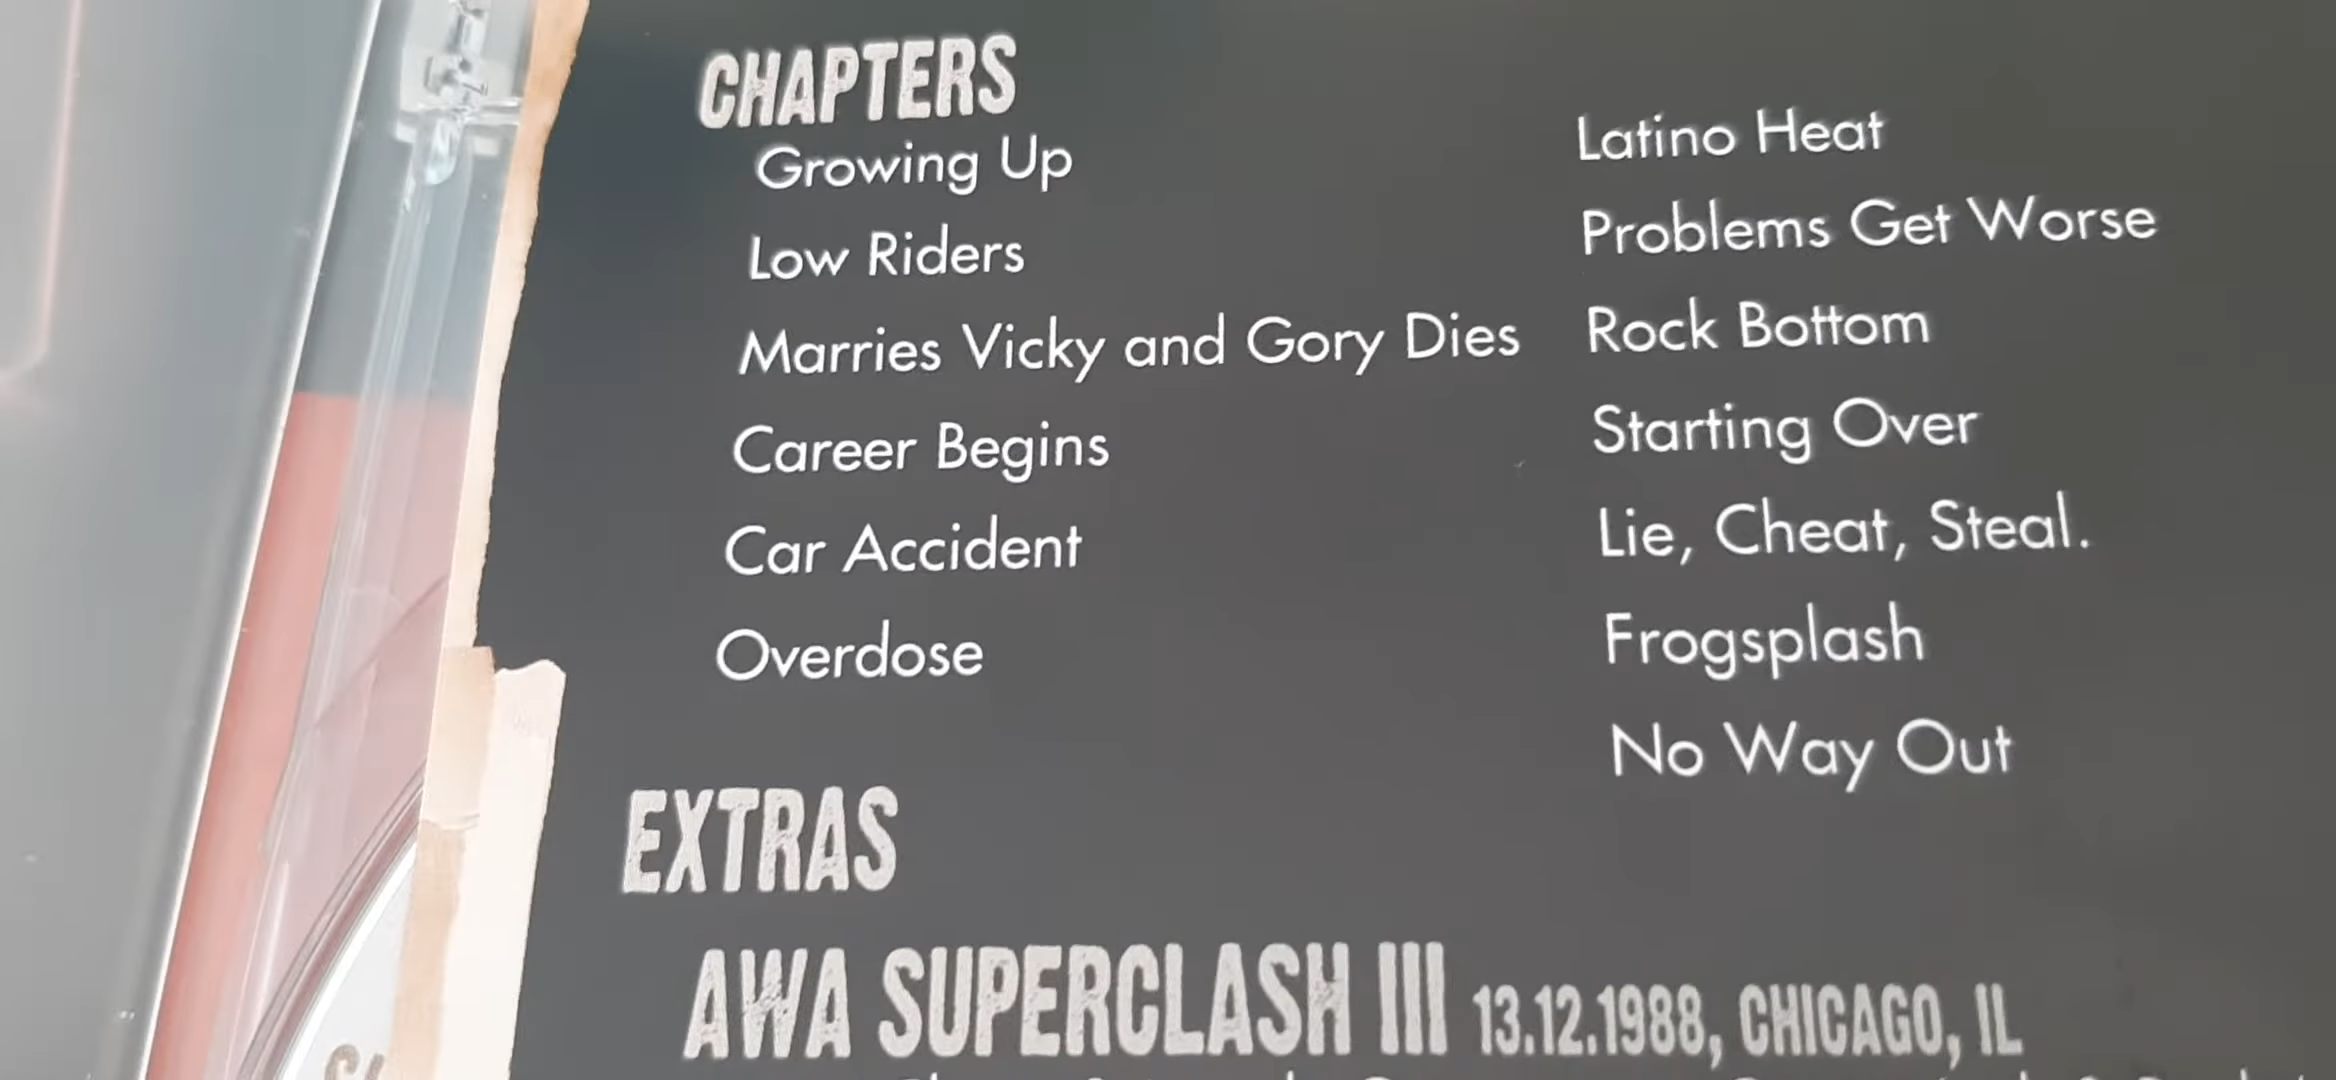 CHAPTERS
Growing Up
Low Riders
Marries Vicky and Gory Dies
Career Begins
Car Accident
Overdose
Latino Heat
Problems Get Worse
Rock Bottom
Starting Over
Lie, Cheat, Steal.
Frogsplash
No Way Out
EXTRAS
AWA SUPERCLASH III 13.12.1988, CHICAGO, IL